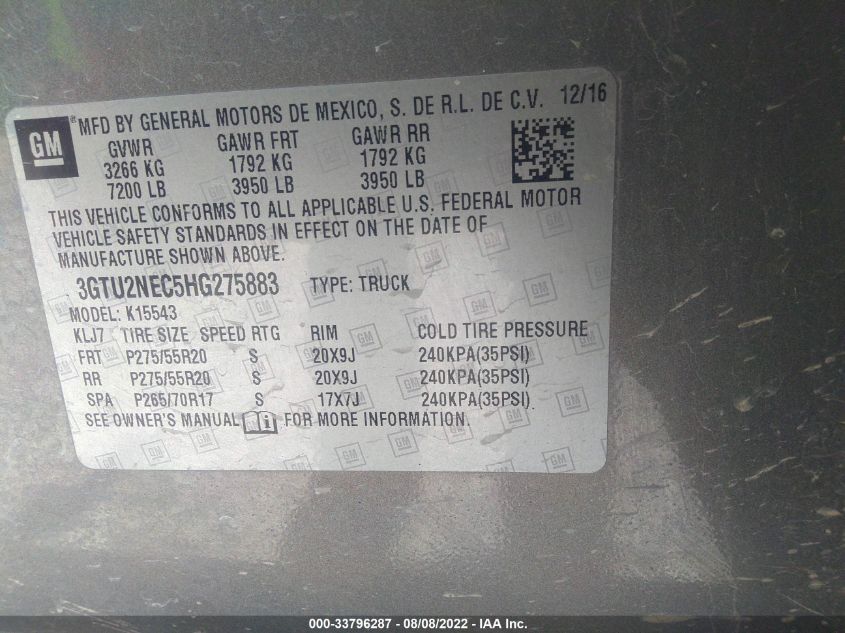 GM ® MFD BY GENERAL MOTORS DE MEXICO, S. DE R.L. DE C.V. 12/16
GVWR GAWR FRT GAWR RR
3266 KG 1792 KG 1792 KG
7200 LB 3950 LB 3950 LB
THIS VEHICLE CONFORMS TO ALL APPLICABLE U.S. FEDERAL MOTOR
VEHICLE SAFETY STANDARDS IN EFFECT ON THE DATE OF
MANUFACTURE SHOWN ABOVE.
3GTU2NEC5HG275883 TYPE: TRUCK
MODEL: K15543
KLJ7 TIRE SIZE SPEED RTG RIM COLD TIRE PRESSURE
FRT P275/55R20 S 20X9J 240KPA(35PSI)
RR P275/55R20 S 20X9J 240KPA(35PSI)
SPA P265/70R17 S 17X7J 240KPA(35PSI)
SEE OWNER'S MANUAL FOR MORE INFORMATION.
000-33796287 - 08/08/2022 - IAA Inc.